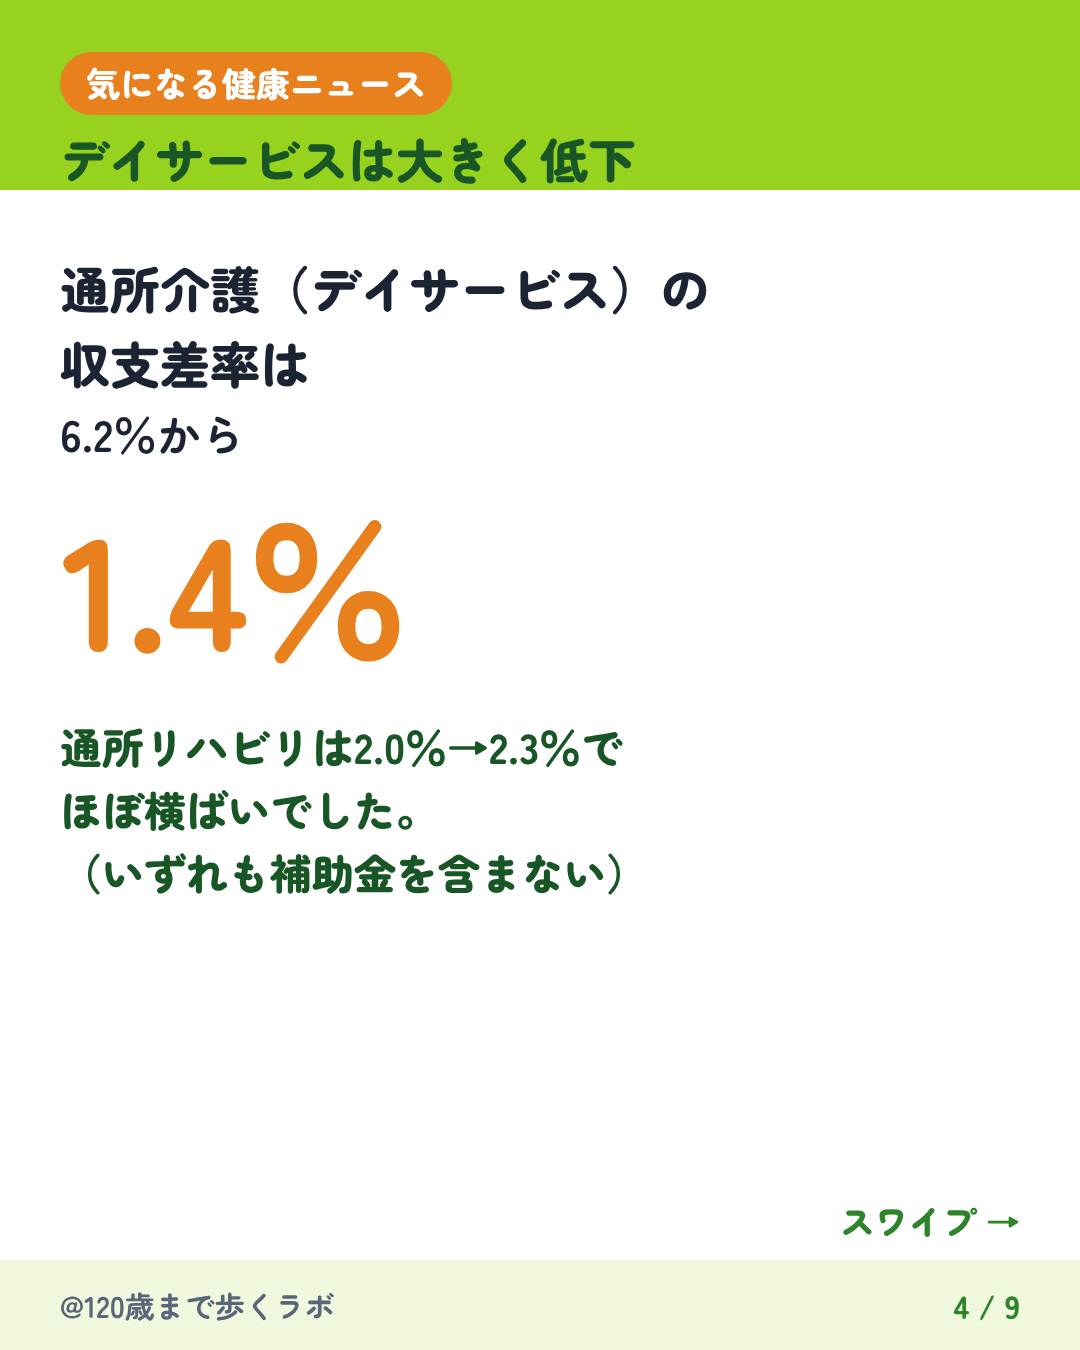 気になる健康ニュース
デイサービスは大きく低下
通所介護（デイサービス）の
収支差率は
6.2%から
1.4%
通所リハビリは2.0%→2.3%で
ほぼ横ばいでした。
（いずれも補助金を含まない）
スワイプ →
@120歳まで歩くラボ
4 / 9